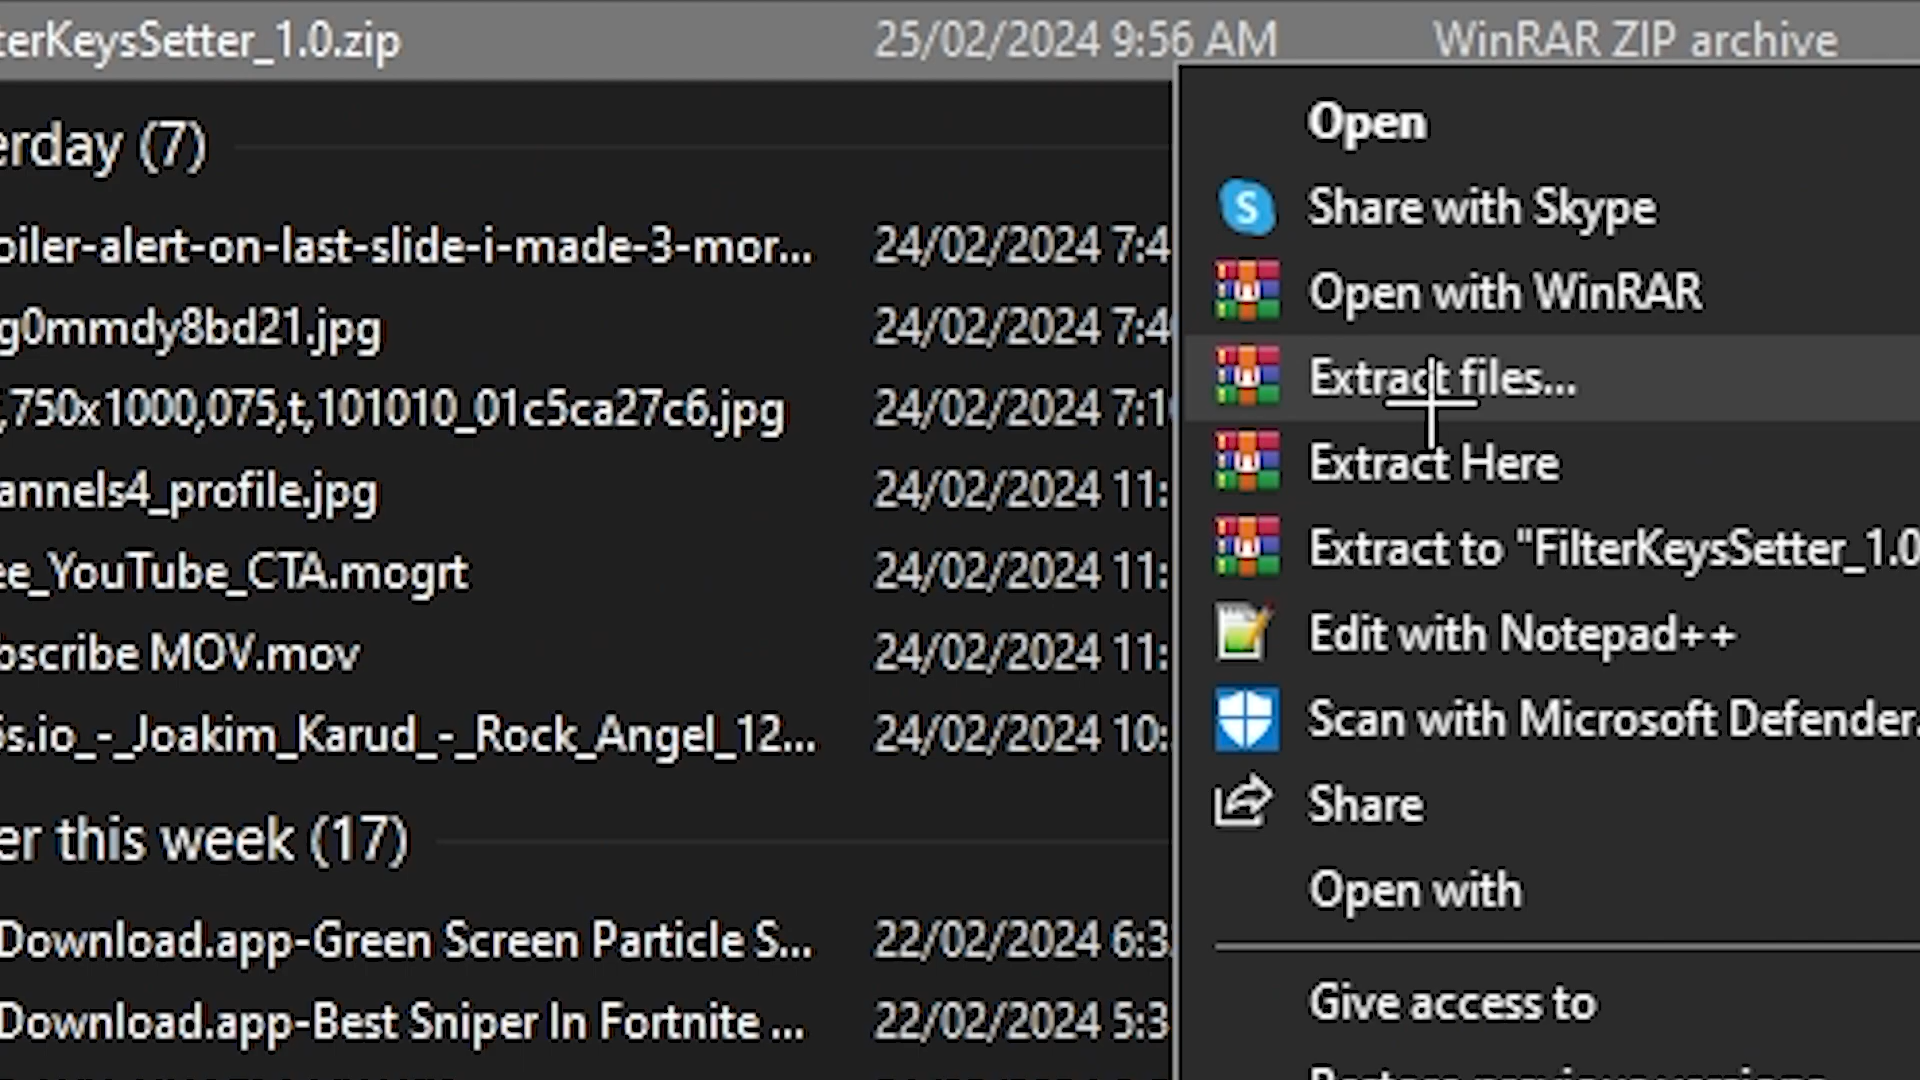 terKeysSetter_1.0.zip 25/02/2024 9:56 AM WinRAR ZIP archive
erday (7)
oiler-alert-on-last-slide-i-made-3-mor... 24/02/2024 7:4
g0mmdy8bd21.jpg 24/02/2024 7:4
,750x1000,075,t,101010_01c5ca27c6.jpg 24/02/2024 7:1
annels4_profile.jpg 24/02/2024 11:
ee_YouTube_CTA.mogrt 24/02/2024 11:
bscribe MOV.mov 24/02/2024 11:
s.io_-_Joakim_Karud_-_Rock_Angel_12... 24/02/2024 10:
er this week (17)
Download.app-Green Screen Particle S... 22/02/2024 6:3
Download.app-Best Sniper In Fortnite ... 22/02/2024 5:3
Open
Share with Skype
Open with WinRAR
Extract files...
Extract Here
Extract to "FilterKeysSetter_1.0
Edit with Notepad++
Scan with Microsoft Defender.
Share
Open with
Give access to
Restore previous versions